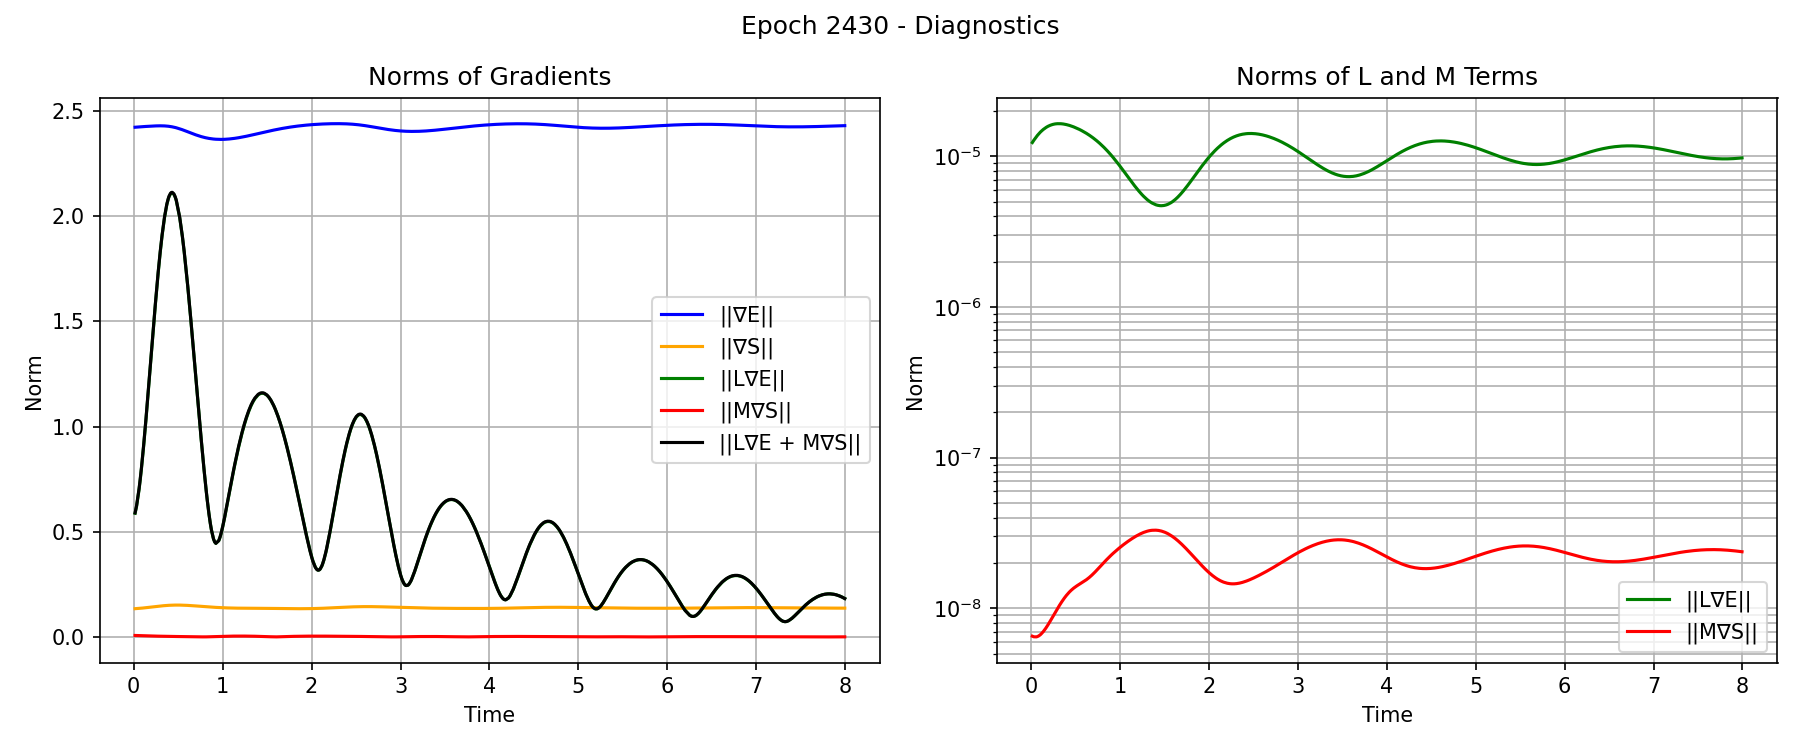 Epoch 2430 - Diagnostics
Norms of Gradients
Norm
2.5
2.0
1.5
1.0
0.5
0.0
0 1 2 3 4 5 6 7 8
Time
||∇E||
||∇S||
||L∇E||
||M∇S||
||L∇E + M∇S||
Norms of L and M Terms
Norm
10⁻⁵
10⁻⁶
10⁻⁷
10⁻⁸
0 1 2 3 4 5 6 7 8
Time
||L∇E||
||M∇S||